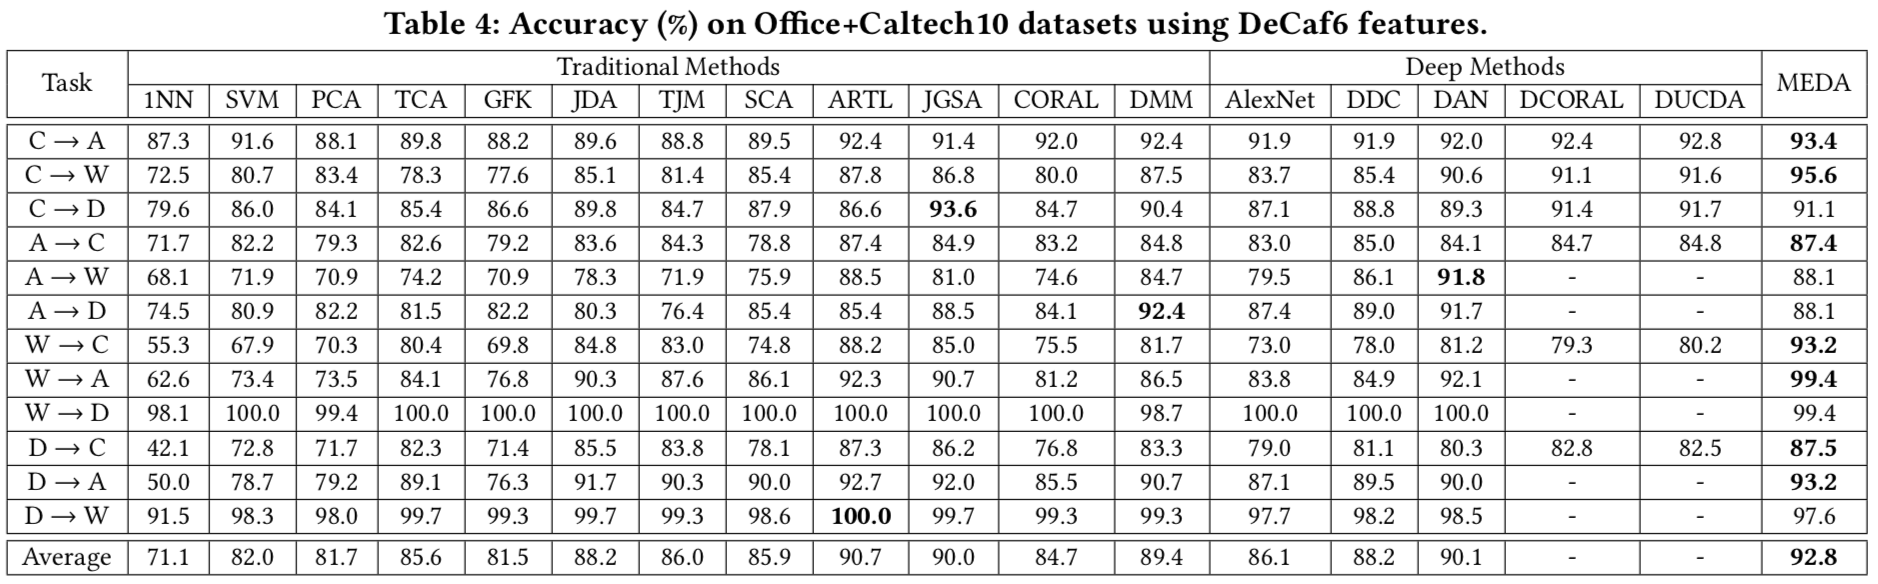 Table 4: Accuracy (%) on Office+Caltech10 datasets using DeCaf6 features.
Task Traditional Methods Deep Methods MEDA
1NN SVM PCA TCA GFK JDA TJM SCA ARTL JGSA CORAL DMM AlexNet DDC DAN DCORAL DUCDA
C → A 87.3 91.6 88.1 89.8 88.2 89.6 88.8 89.5 92.4 91.4 92.0 92.4 91.9 91.9 92.0 92.4 92.8 93.4
C → W 72.5 80.7 83.4 78.3 77.6 85.1 81.4 85.4 87.8 86.8 80.0 87.5 83.7 85.4 90.6 91.1 91.6 95.6
C → D 79.6 86.0 84.1 85.4 86.6 89.8 84.7 87.9 86.6 93.6 84.7 90.4 87.1 88.8 89.3 91.4 91.7 91.1
A → C 71.7 82.2 79.3 82.6 79.2 83.6 84.3 78.8 87.4 84.9 83.2 84.8 83.0 85.0 84.1 84.7 84.8 87.4
A → W 68.1 71.9 70.9 74.2 70.9 78.3 71.9 75.9 88.5 81.0 74.6 84.7 79.5 86.1 91.8 - - 88.1
A → D 74.5 80.9 82.2 81.5 82.2 80.3 76.4 85.4 85.4 88.5 84.1 92.4 87.4 89.0 91.7 - - 88.1
W → C 55.3 67.9 70.3 80.4 69.8 84.8 83.0 74.8 88.2 85.0 75.5 81.7 73.0 78.0 81.2 79.3 80.2 93.2
W → A 62.6 73.4 73.5 84.1 76.8 90.3 87.6 86.1 92.3 90.7 81.2 86.5 83.8 84.9 92.1 - - 99.4
W → D 98.1 100.0 99.4 100.0 100.0 100.0 100.0 100.0 100.0 100.0 100.0 98.7 100.0 100.0 100.0 - - 99.4
D → C 42.1 72.8 71.7 82.3 71.4 85.5 83.8 78.1 87.3 86.2 76.8 83.3 79.0 81.1 80.3 82.8 82.5 87.5
D → A 50.0 78.7 79.2 89.1 76.3 91.7 90.3 90.0 92.7 92.0 85.5 90.7 87.1 89.5 90.0 - - 93.2
D → W 91.5 98.3 98.0 99.7 99.3 99.7 99.3 98.6 100.0 99.7 99.3 99.3 97.7 98.2 98.5 - - 97.6
Average 71.1 82.0 81.7 85.6 81.5 88.2 86.0 85.9 90.7 90.0 84.7 89.4 86.1 88.2 90.1 - - 92.8